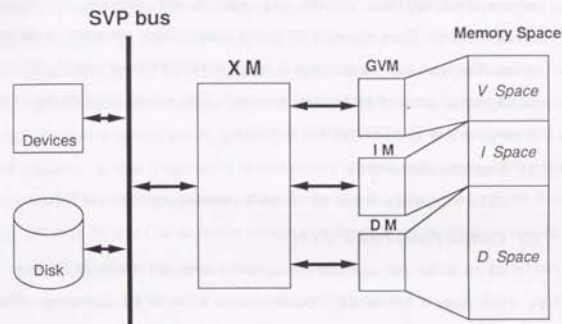 SVP bus
Memory Space
X M
GVM
V Space
Devices
I M
I Space
D M
D Space
Disk